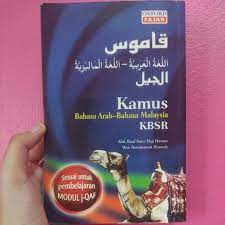 OXFORD
FAJAR
قاموس
اللغة العربية – اللغة الماليزية
الجيل
Kamus
Bahasa Arab–Bahasa Malaysia
KBSR
Sesuai untuk
pembelajaran
MODUL j-QAF